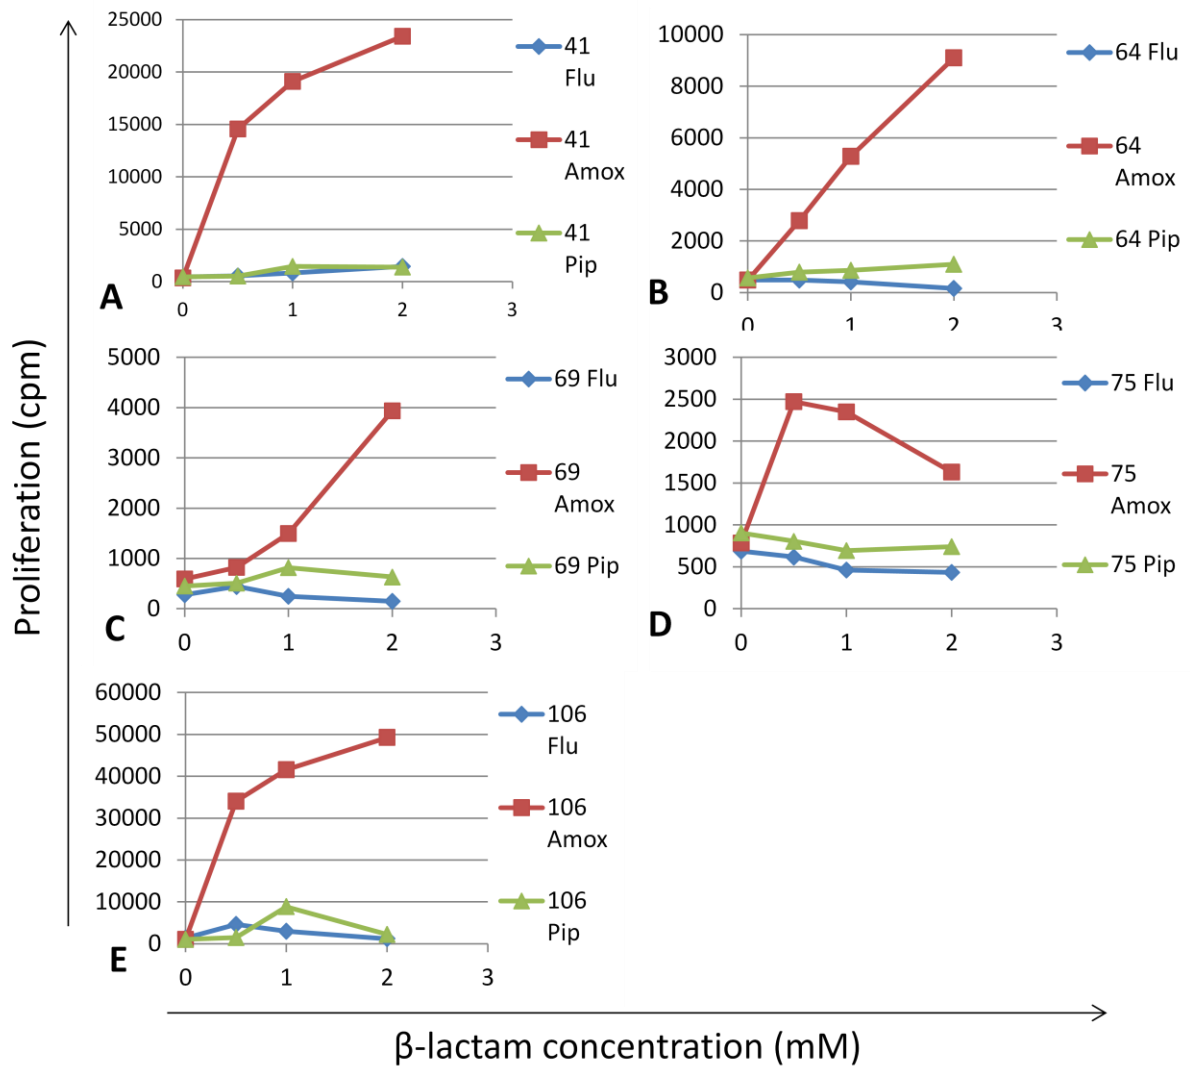 Proliferation (cpm)
25000
20000
15000
10000
5000
0
0 1 2 3
41
Flu
41
Amox
41
Pip
A
10000
8000
6000
4000
2000
0
0 1 2 3
64 Flu
64
Amox
64 Pip
B
5000
4000
3000
2000
1000
0
0 1 2 3
69 Flu
69
Amox
69 Pip
C
3000
2500
2000
1500
1000
500
0
0 1 2 3
75 Flu
75
Amox
75 Pip
D
60000
50000
40000
30000
20000
10000
0
0 1 2 3
106
Flu
106
Amox
106
Pip
E
β-lactam concentration (mM)